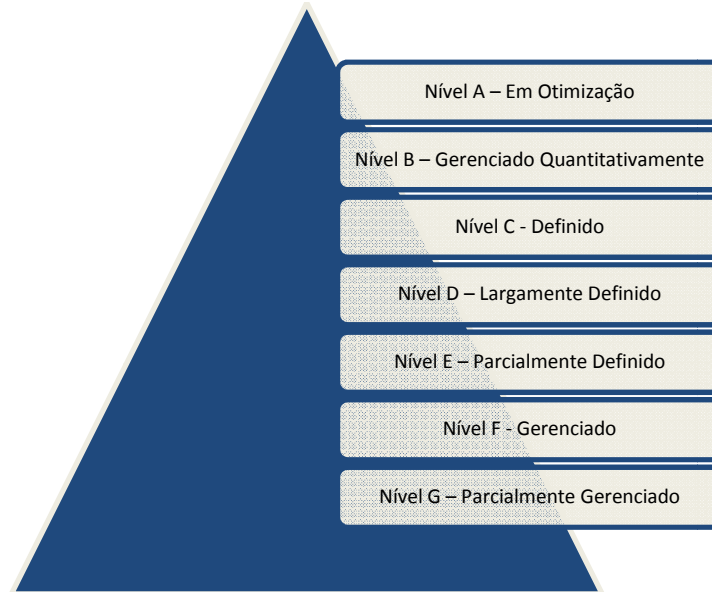 Nível A – Em Otimização
Nível B – Gerenciado Quantitativamente
Nível C - Definido
Nível D – Largamente Definido
Nível E – Parcialmente Definido
Nível F - Gerenciado
Nível G – Parcialmente Gerenciado